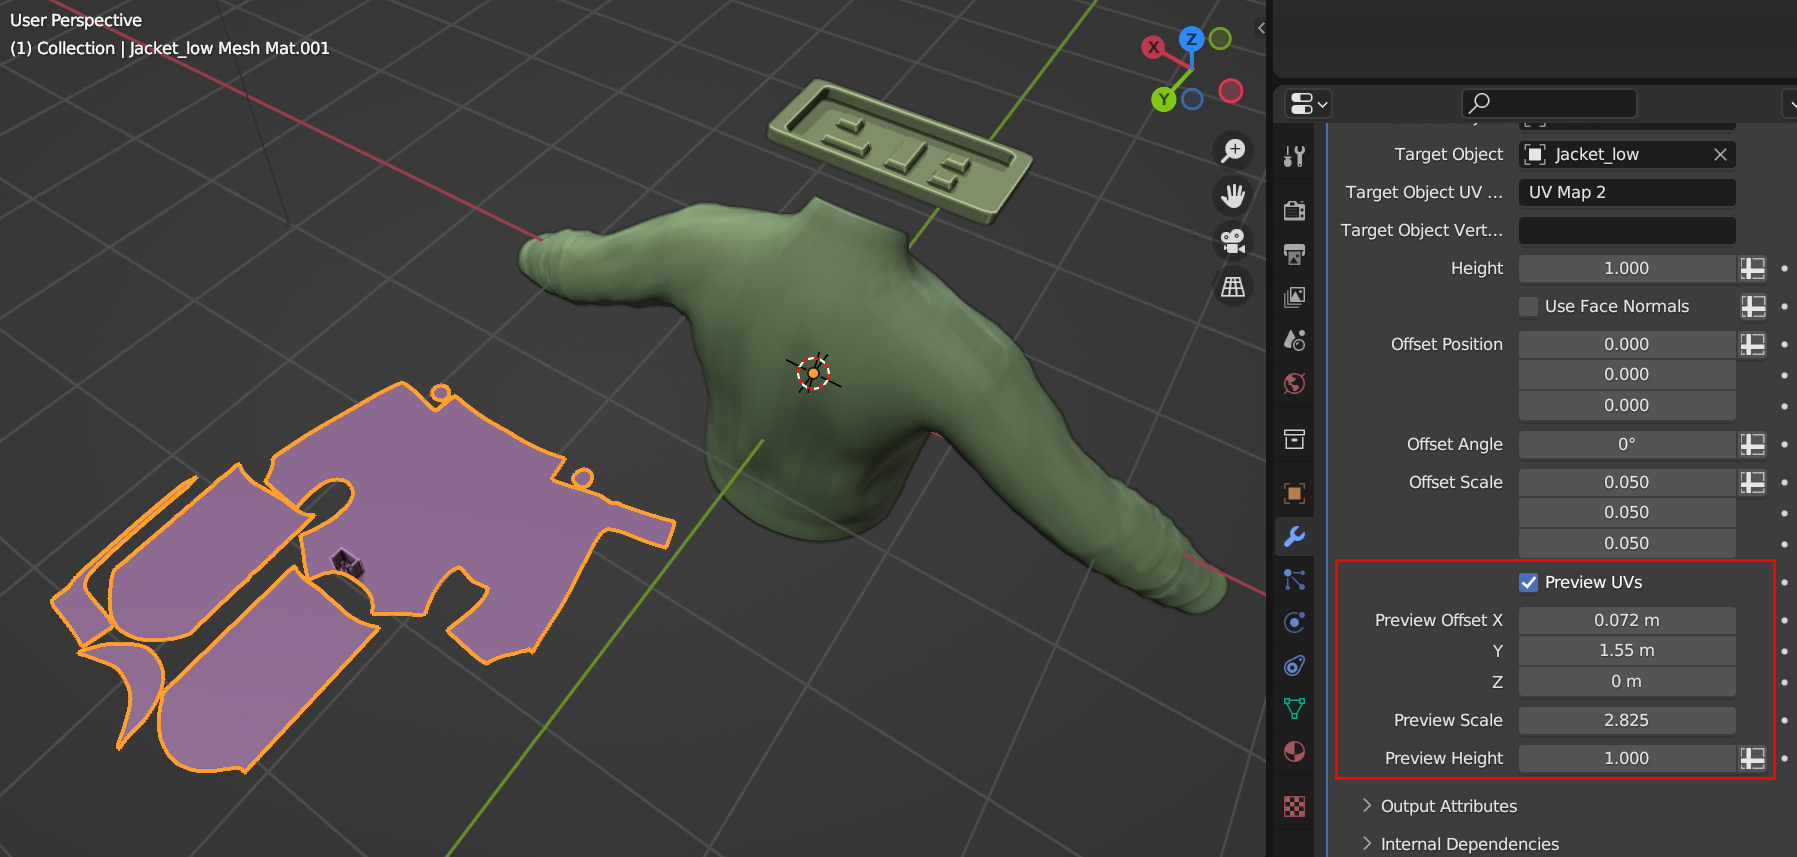 User Perspective
(1) Collection | Jacket_low Mesh Mat.001
X
Z
Y
Target Object
Jacket_low
Target Object UV ...
UV Map 2
Target Object Vert...
Height
1.000
Use Face Normals
Offset Position
0.000
0.000
0.000
Offset Angle
0°
Offset Scale
0.050
0.050
0.050
Preview UVs
Preview Offset X
0.072 m
Y
1.55 m
Z
0 m
Preview Scale
2.825
Preview Height
1.000
Output Attributes
Internal Dependencies